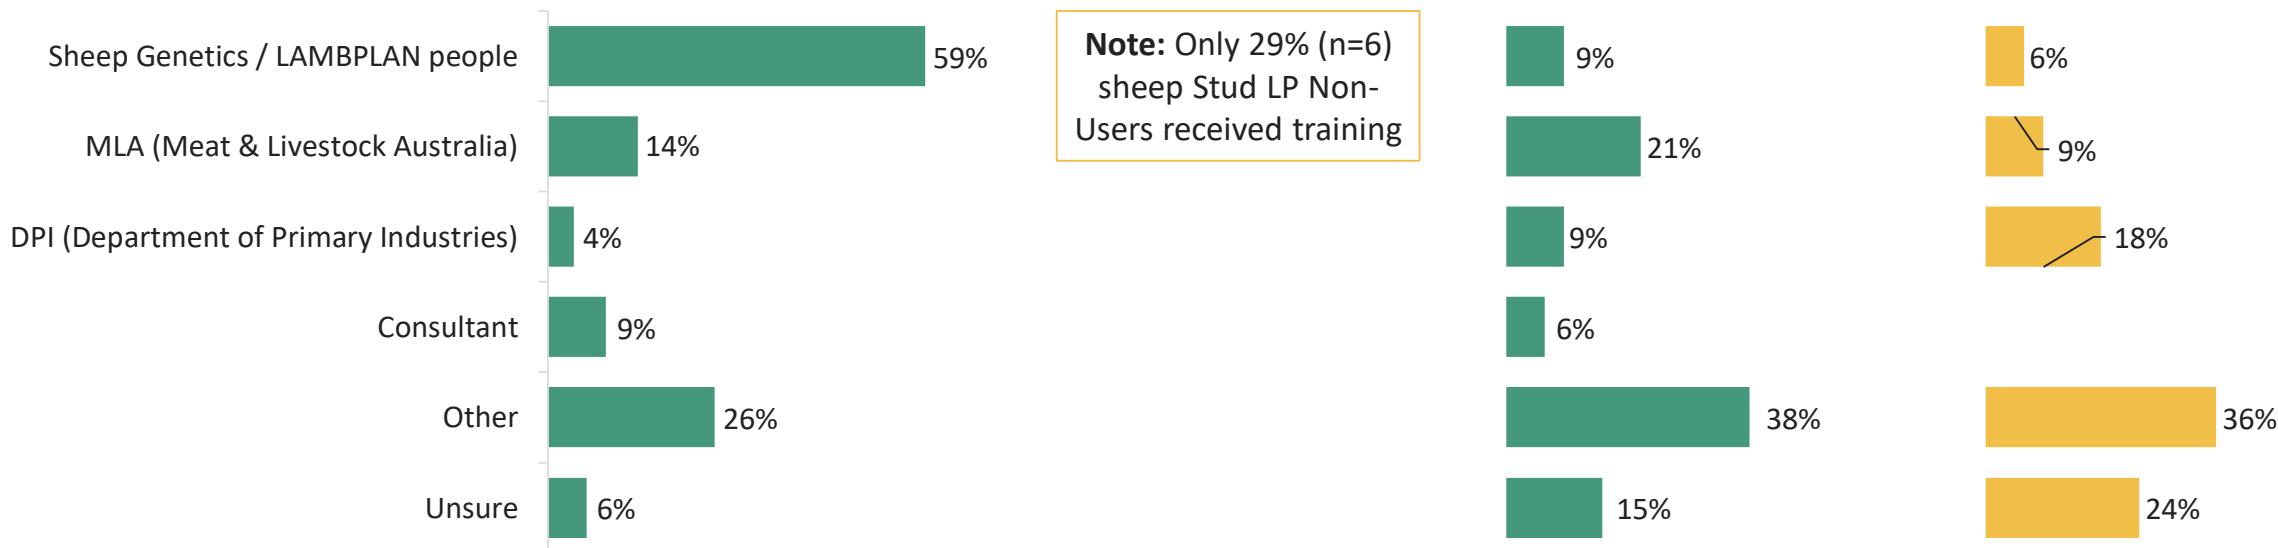 Sheep Genetics / LAMBPLAN people
59%
Note: Only 29% (n=6)
sheep Stud LP Non-
Users received training
9%
6%
MLA (Meat & Livestock Australia)
14%
21%
9%
DPI (Department of Primary Industries)
4%
9%
18%
Consultant
9%
6%
Other
26%
38%
36%
Unsure
6%
15%
24%